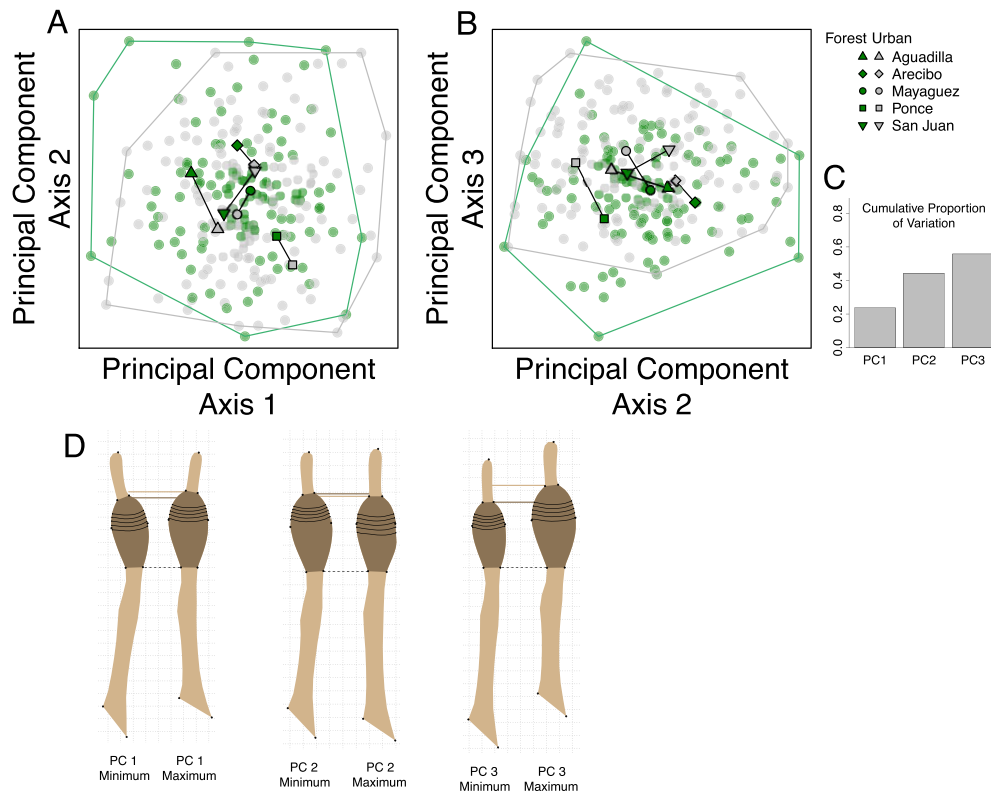 A
Principal Component
Axis 2
Principal Component
Axis 1
B
Principal Component
Axis 3
Principal Component
Axis 2
Forest Urban
Aguadilla
Arecibo
Mayaguez
Ponce
San Juan
C
Cumulative Proportion
of Variation
0.8
0.6
0.4
0.2
0.0
PC1 PC2 PC3
D
PC 1
Minimum
PC 1
Maximum
PC 2
Minimum
PC 2
Maximum
PC 3
Minimum
PC 3
Maximum